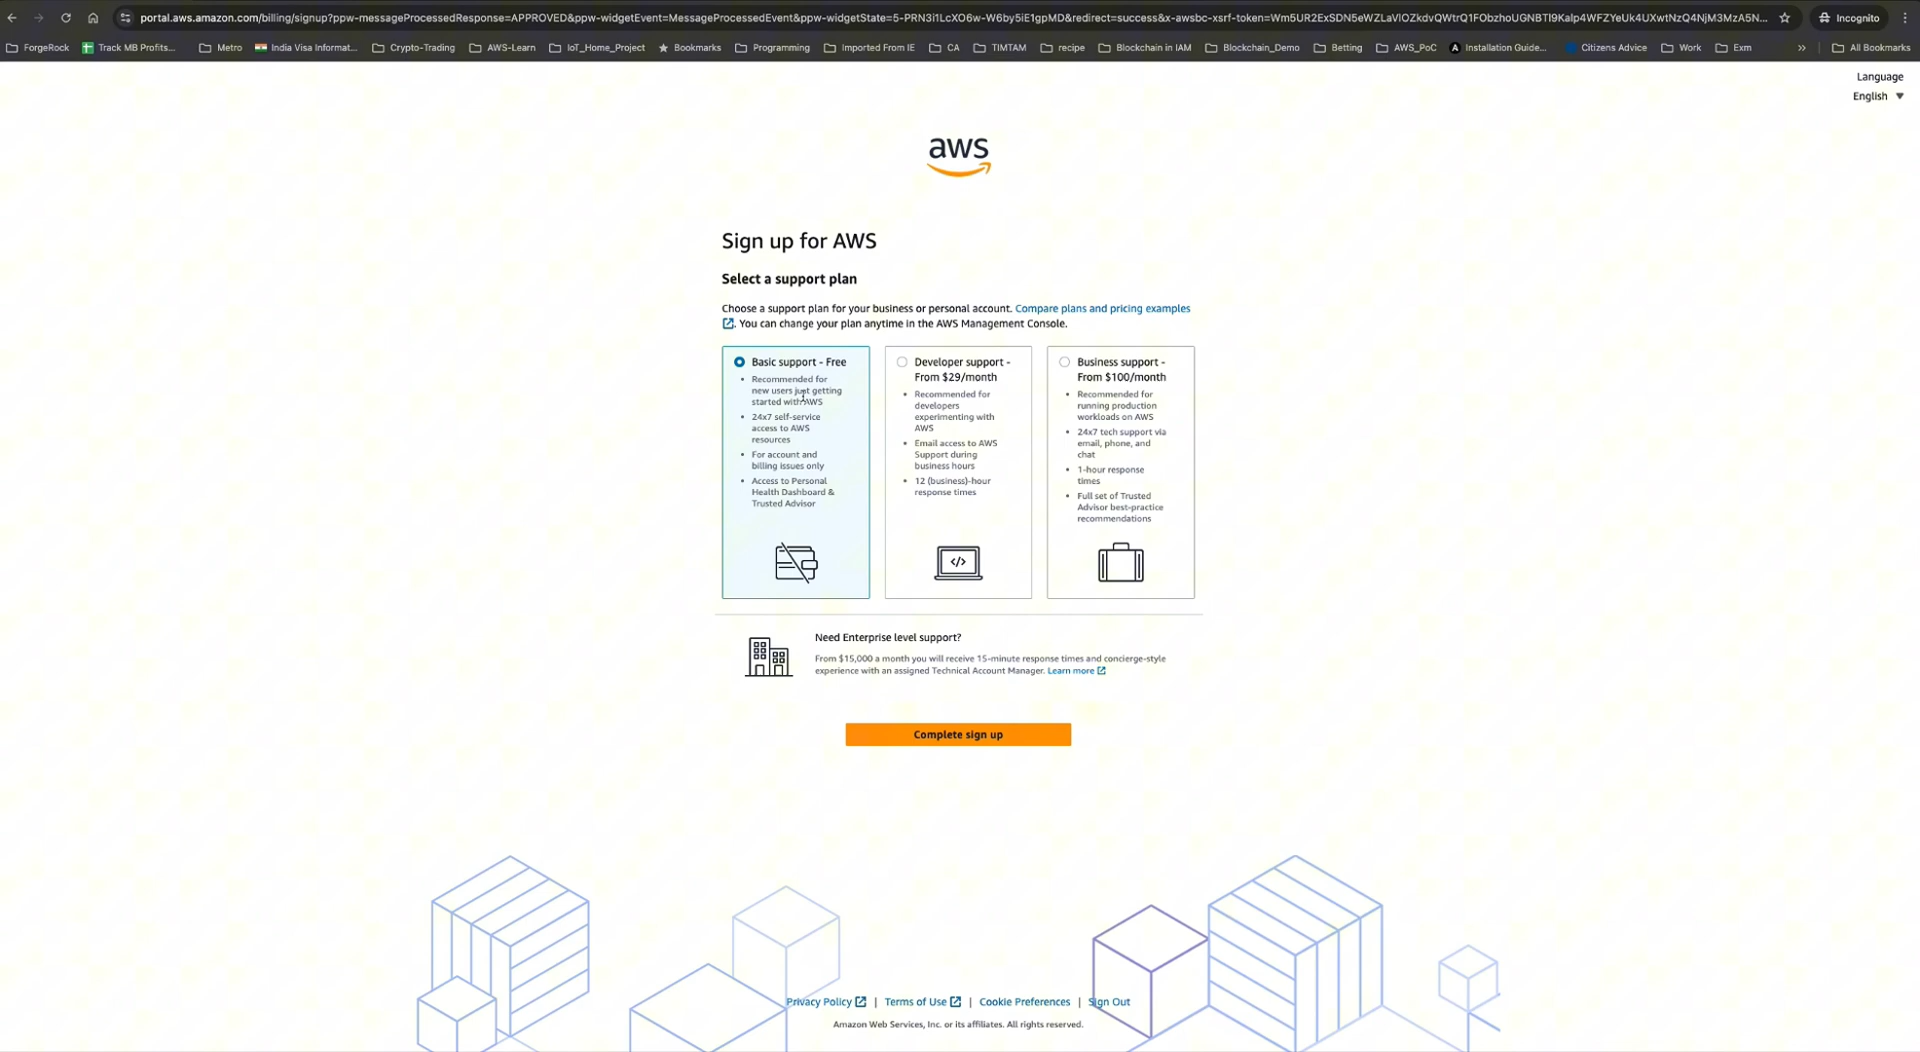 portal.aws.amazon.com/billing/signup?ppw-messageProcessedResponse=APPROVED&ppw-widgetEvent=MessageProcessedEvent&ppw-widgetState=5-PRN3i1LcXO6w-W6by5iE1gpMD&redirect=success&x-awsbc-xsrf-token=
Incognito
ForgeRock
Track MB Profits...
Metro
India Visa Informat...
Crypto-Trading
AWS-Learn
IoT_Home_Project
Bookmarks
Programming
Imported From IE
CA
TIMTAM
recipe
Blockchain in IAM
Blockchain_Demo
Betting
AWS_PoC
Installation Guide...
Citizens Advice
Work
Exm
»
All Bookmarks
Language
English
aws
Sign up for AWS
Select a support plan
Choose a support plan for your business or personal account. Compare plans and pricing examples
. You can change your plan anytime in the AWS Management Console.
Basic support - Free
• Recommended for
new users just getting
started with AWS
• 24x7 self-service
access to AWS
resources
• For account and
billing issues only
• Access to Personal
Health Dashboard &
Trusted Advisor
Developer support -
From $29/month
• Recommended for
developers
experimenting with
AWS
• Email access to AWS
Support during
business hours
• 12 (business)-hour
response times
</>
Business support -
From $100/month
• Recommended for
running production
workloads on AWS
• 24x7 tech support via
email, phone, and
chat
• 1-hour response
times
• Full set of Trusted
Advisor best-practice
recommendations
Need Enterprise level support?
From $15,000 a month you will receive 15-minute response times and concierge-style
experience with an assigned Technical Account Manager. Learn more
Complete sign up
Privacy Policy | Terms of Use | Cookie Preferences | Sign Out
Amazon Web Services, Inc. or its affiliates. All rights reserved.